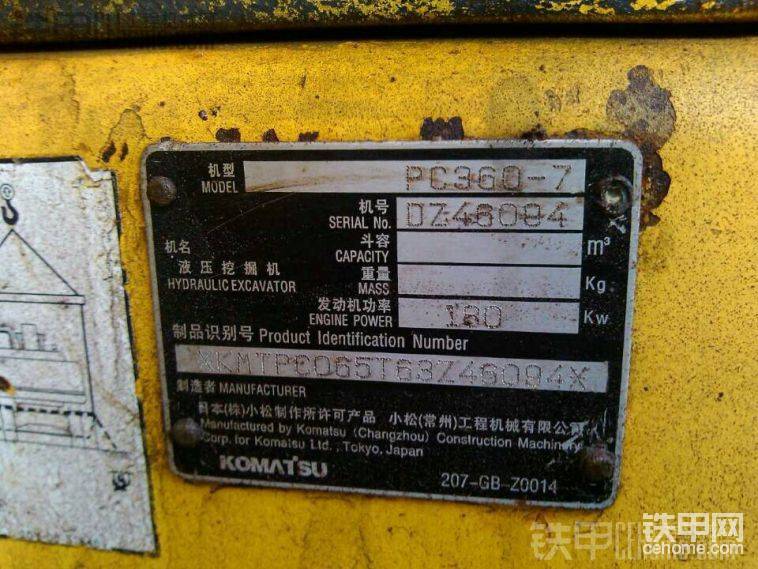 机型 MODEL PC360-7
机号 SERIAL No. DZ46084
斗容 CAPACITY m³
机名 液压挖掘机 HYDRAULIC EXCAVATOR
重量 MASS Kg
发动机功率 ENGINE POWER 180 Kw
制品识别号 Product Identification Number
*KMTPC065T63Z46084*
制造者 MANUFACTURER
日本(株)小松制作所许可产品 小松(常州)工程机械有限公司
Manufactured by Komatsu (Changzhou) Construction Machinery
Corp. for Komatsu Ltd., Tokyo, Japan
KOMATSU 207-GB-Z0014
铁甲网
cehome.com